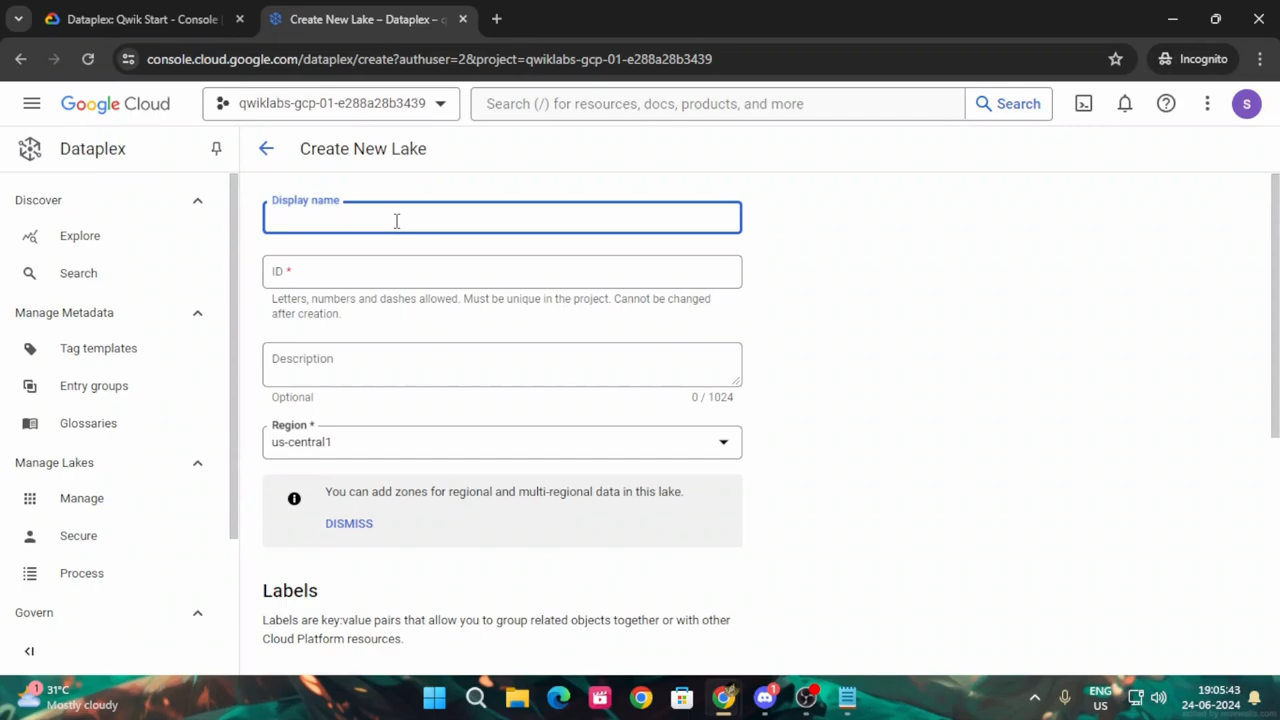 Dataplex: Qwik Start - Console
Create New Lake – Dataplex – q
console.cloud.google.com/dataplex/create?authuser=2&project=qwiklabs-gcp-01-e288a28b3439
Incognito
Google Cloud
qwiklabs-gcp-01-e288a28b3439
Search (/) for resources, docs, products, and more
Search
S
Dataplex
Create New Lake
Discover
Explore
Search
Manage Metadata
Tag templates
Entry groups
Glossaries
Manage Lakes
Manage
Secure
Process
Govern
Display name
ID *
Letters, numbers and dashes allowed. Must be unique in the project. Cannot be changed
after creation.
Description
Optional
0 / 1024
Region *
us-central1
You can add zones for regional and multi-regional data in this lake.
DISMISS
Labels
Labels are key:value pairs that allow you to group related objects together or with other
Cloud Platform resources.
1
31°C
Mostly cloudy
1
ENG
US
19:05:43
24-06-2024